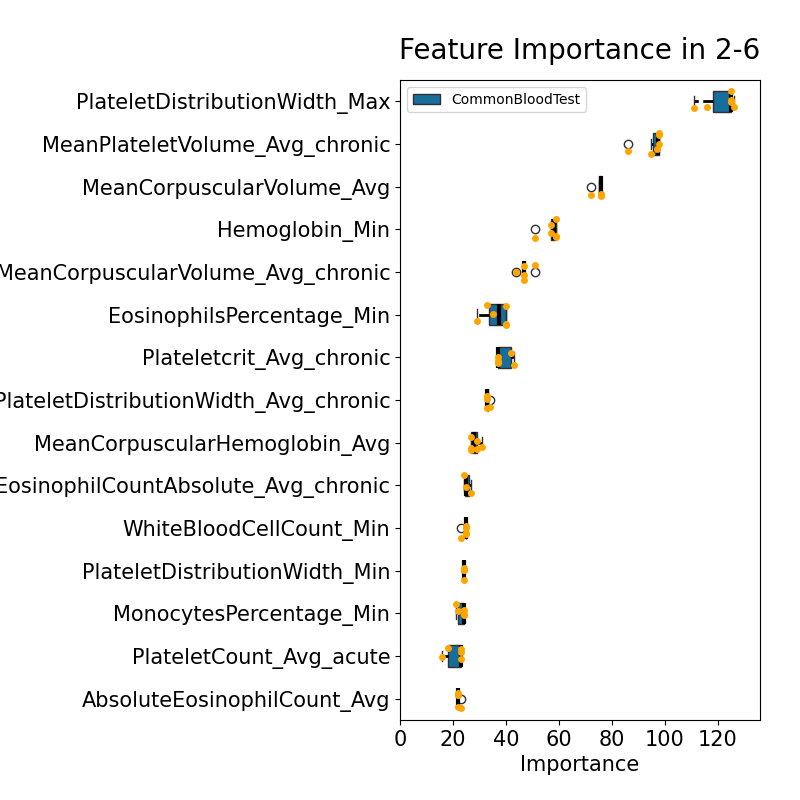 Feature Importance in 2-6
CommonBloodTest
PlateletDistributionWidth_Max
MeanPlateletVolume_Avg_chronic
MeanCorpuscularVolume_Avg
Hemoglobin_Min
MeanCorpuscularVolume_Avg_chronic
EosinophilsPercentage_Min
Plateletcrit_Avg_chronic
PlateletDistributionWidth_Avg_chronic
MeanCorpuscularHemoglobin_Avg
EosinophilCountAbsolute_Avg_chronic
WhiteBloodCellCount_Min
PlateletDistributionWidth_Min
MonocytesPercentage_Min
PlateletCount_Avg_acute
AbsoluteEosinophilCount_Avg
0 20 40 60 80 100 120
Importance